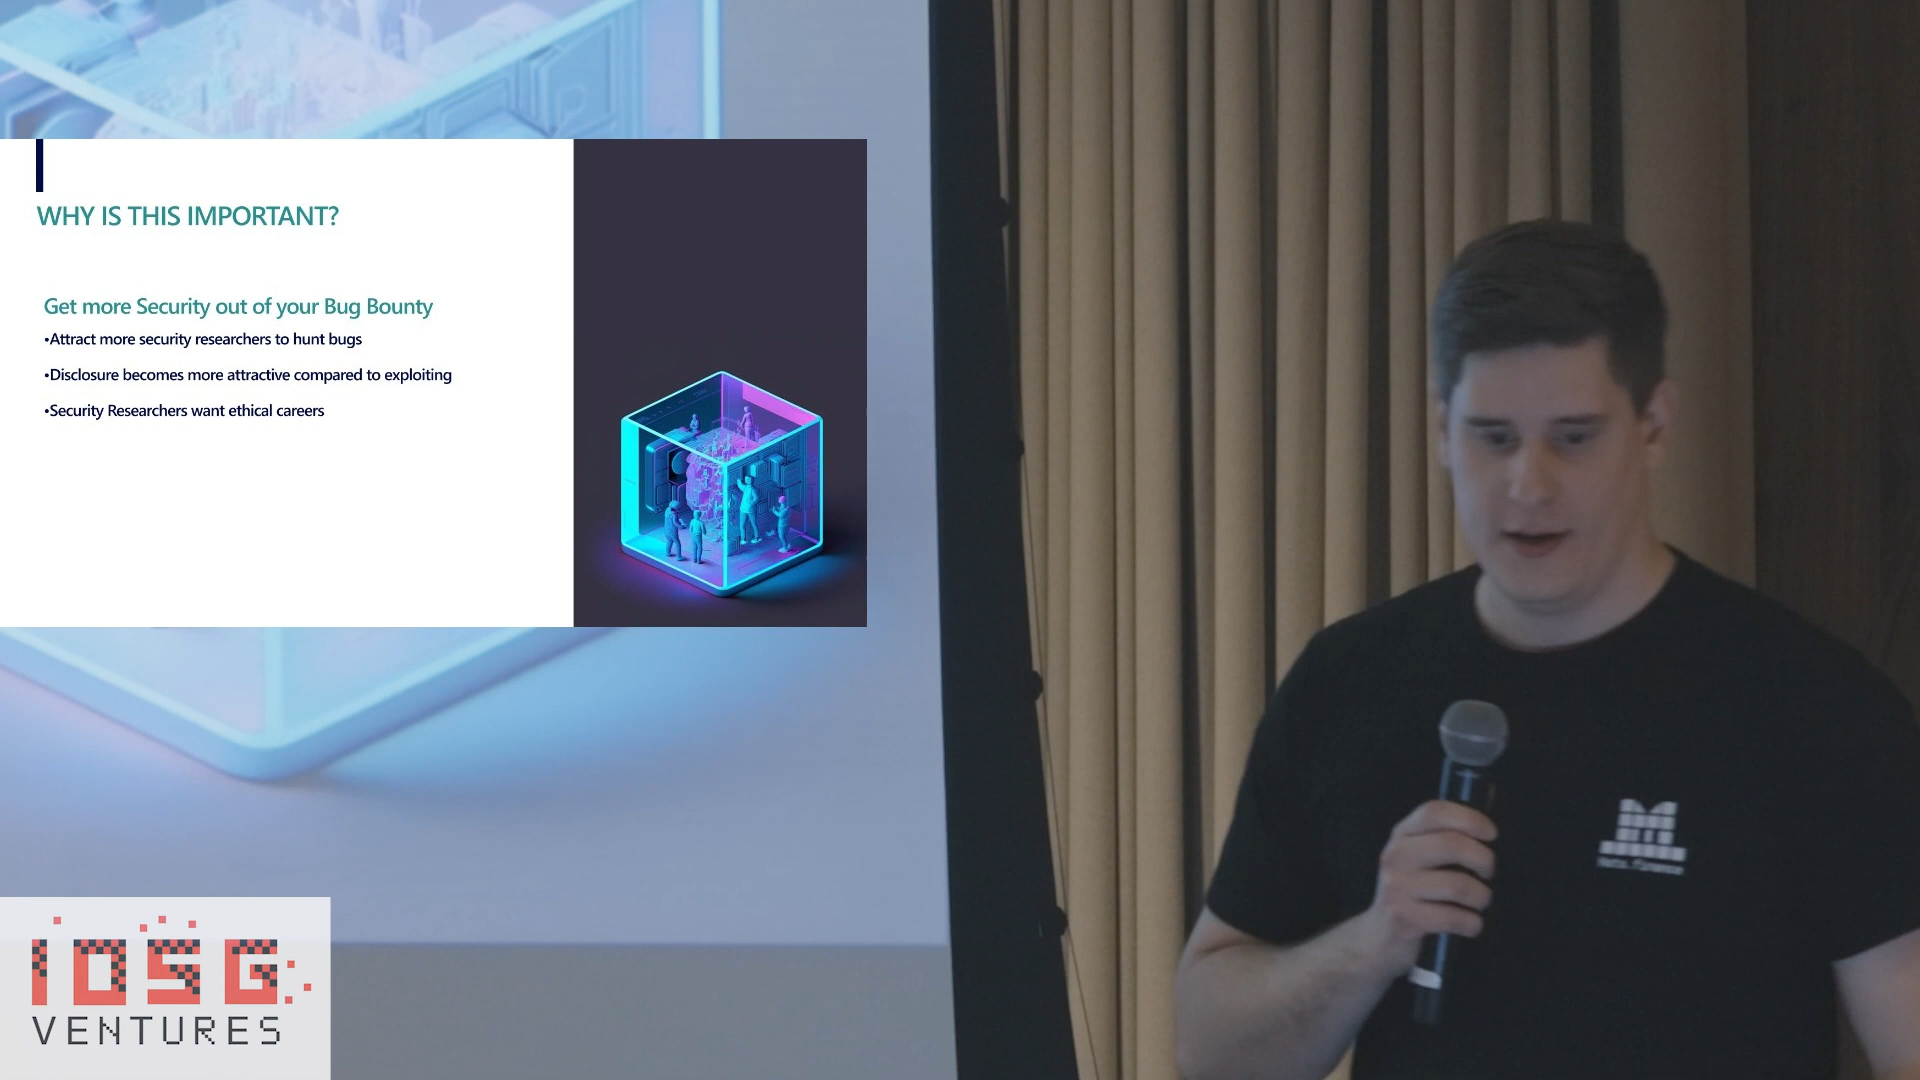 WHY IS THIS IMPORTANT?
Get more Security out of your Bug Bounty
•Attract more security researchers to hunt bugs
•Disclosure becomes more attractive compared to exploiting
•Security Researchers want ethical careers
IOSG
VENTURES